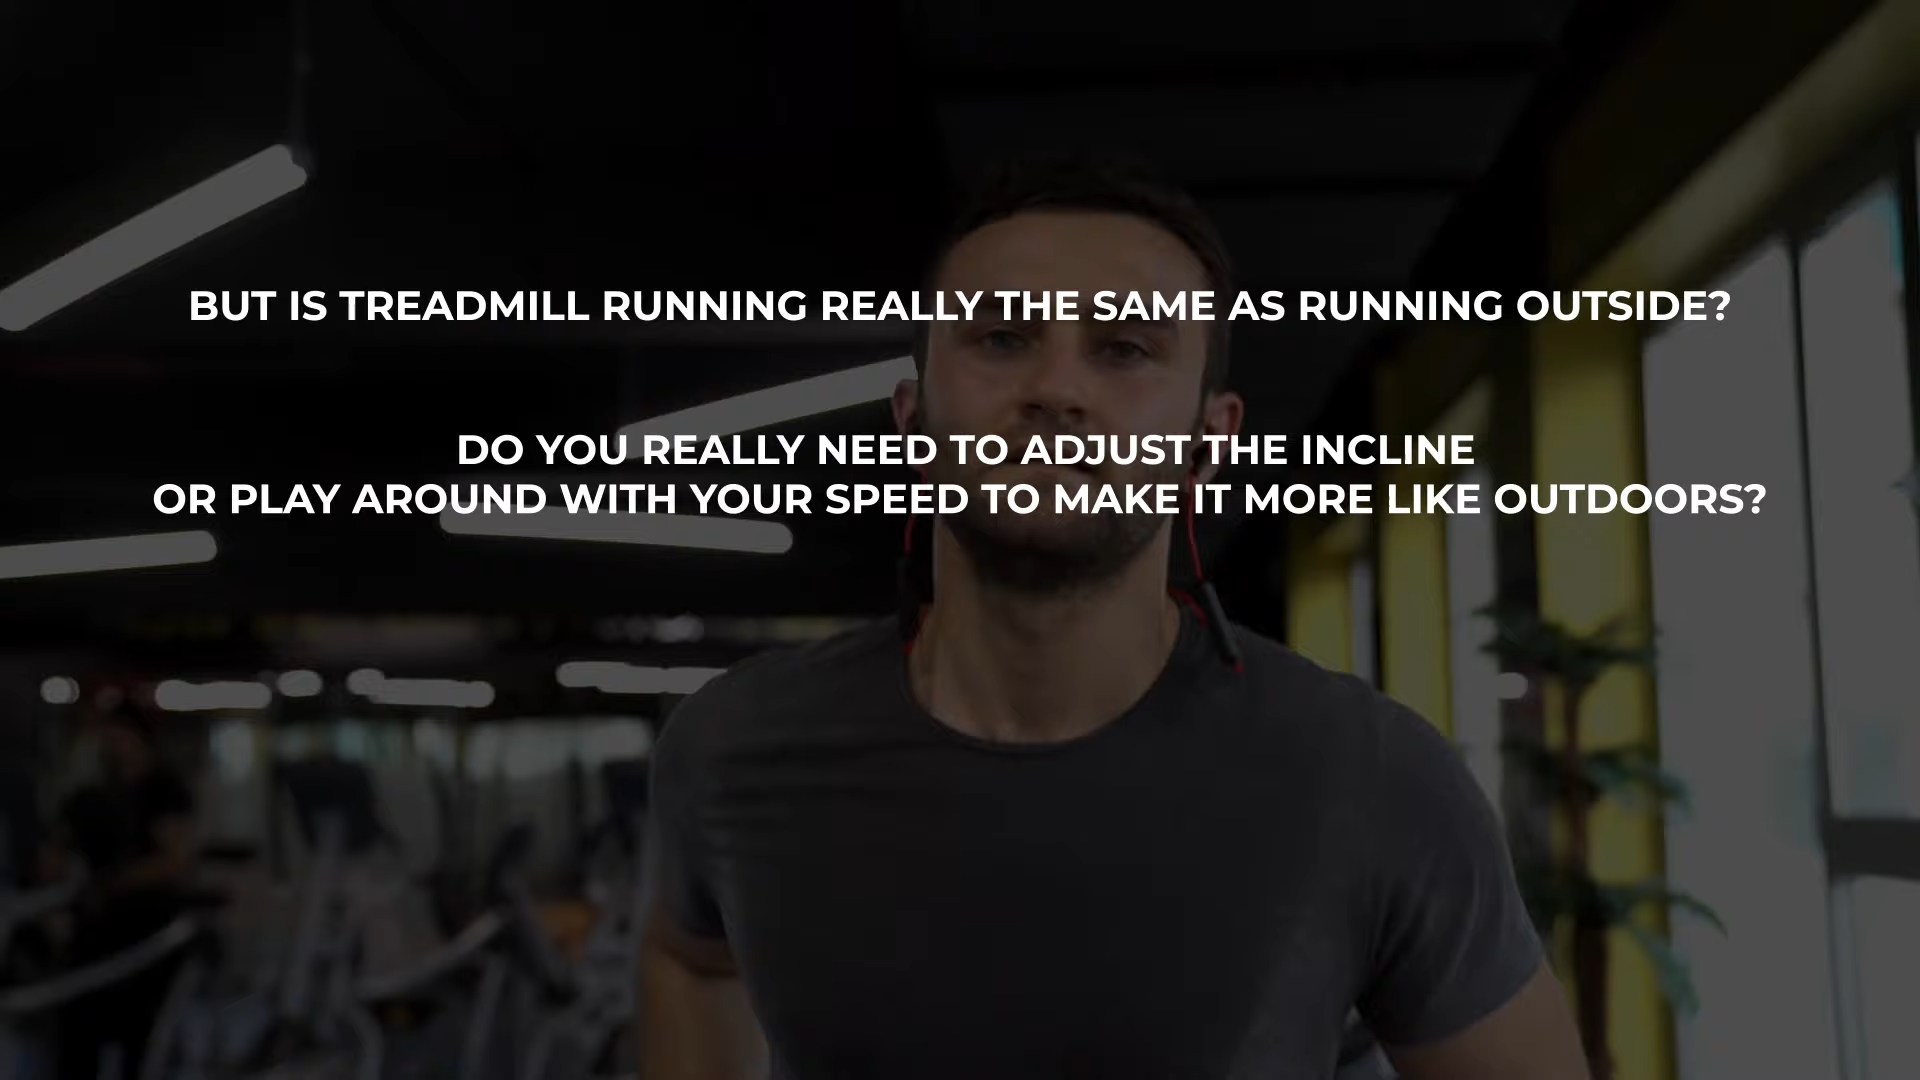 BUT IS TREADMILL RUNNING REALLY THE SAME AS RUNNING OUTSIDE?
DO YOU REALLY NEED TO ADJUST THE INCLINE
OR PLAY AROUND WITH YOUR SPEED TO MAKE IT MORE LIKE OUTDOORS?